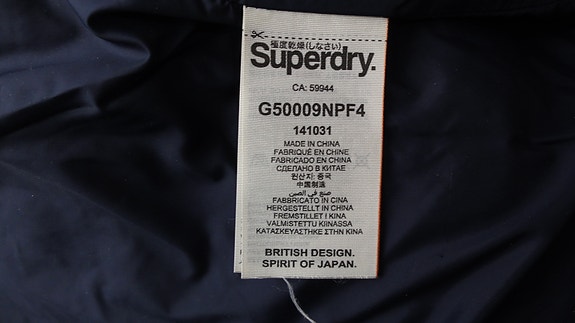 極度乾燥(しなさい)
Superdry.
CA: 59944
G50009NPF4
141031
MADE IN CHINA
FABRIQUÉ EN CHINE
FABRICADO EN CHINA
СДЕЛАНО В КИТАЕ
원산지: 중국
中国制造
صنع في الصين
FABBRICATO IN CINA
HERGESTELLT IN CHINA
FREMSTILLET I KINA
VALMISTETTU KIINASSA
ΚΑΤΑΣΚΕΥΑΣΤΗΚΕ ΣΤΗΝ ΚΙΝΑ
BRITISH DESIGN.
SPIRIT OF JAPAN.